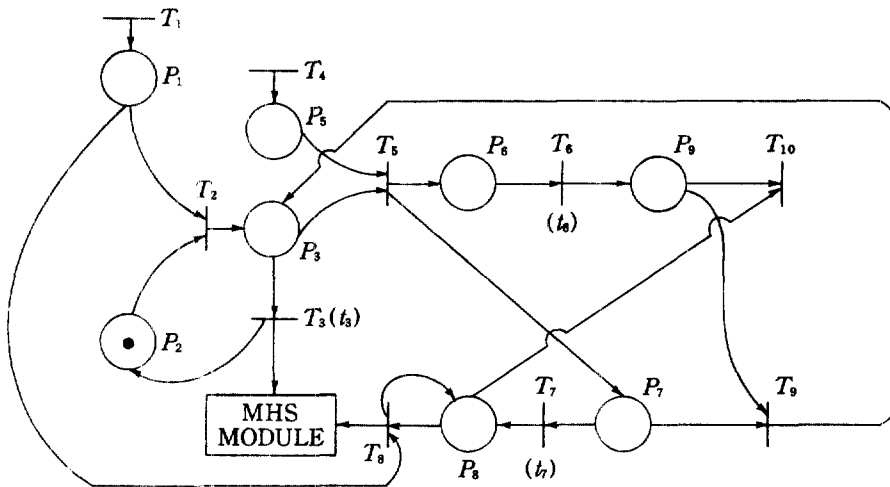 T₁
P₁
T₄
P₅
T₅
P₆
T₆
P₉
T₁₀
T₂
(t₆)
P₃
P₂
T₃(t₃)
MHS
MODULE
T₇
P₇
T₉
T₈
P₈
(t₇)